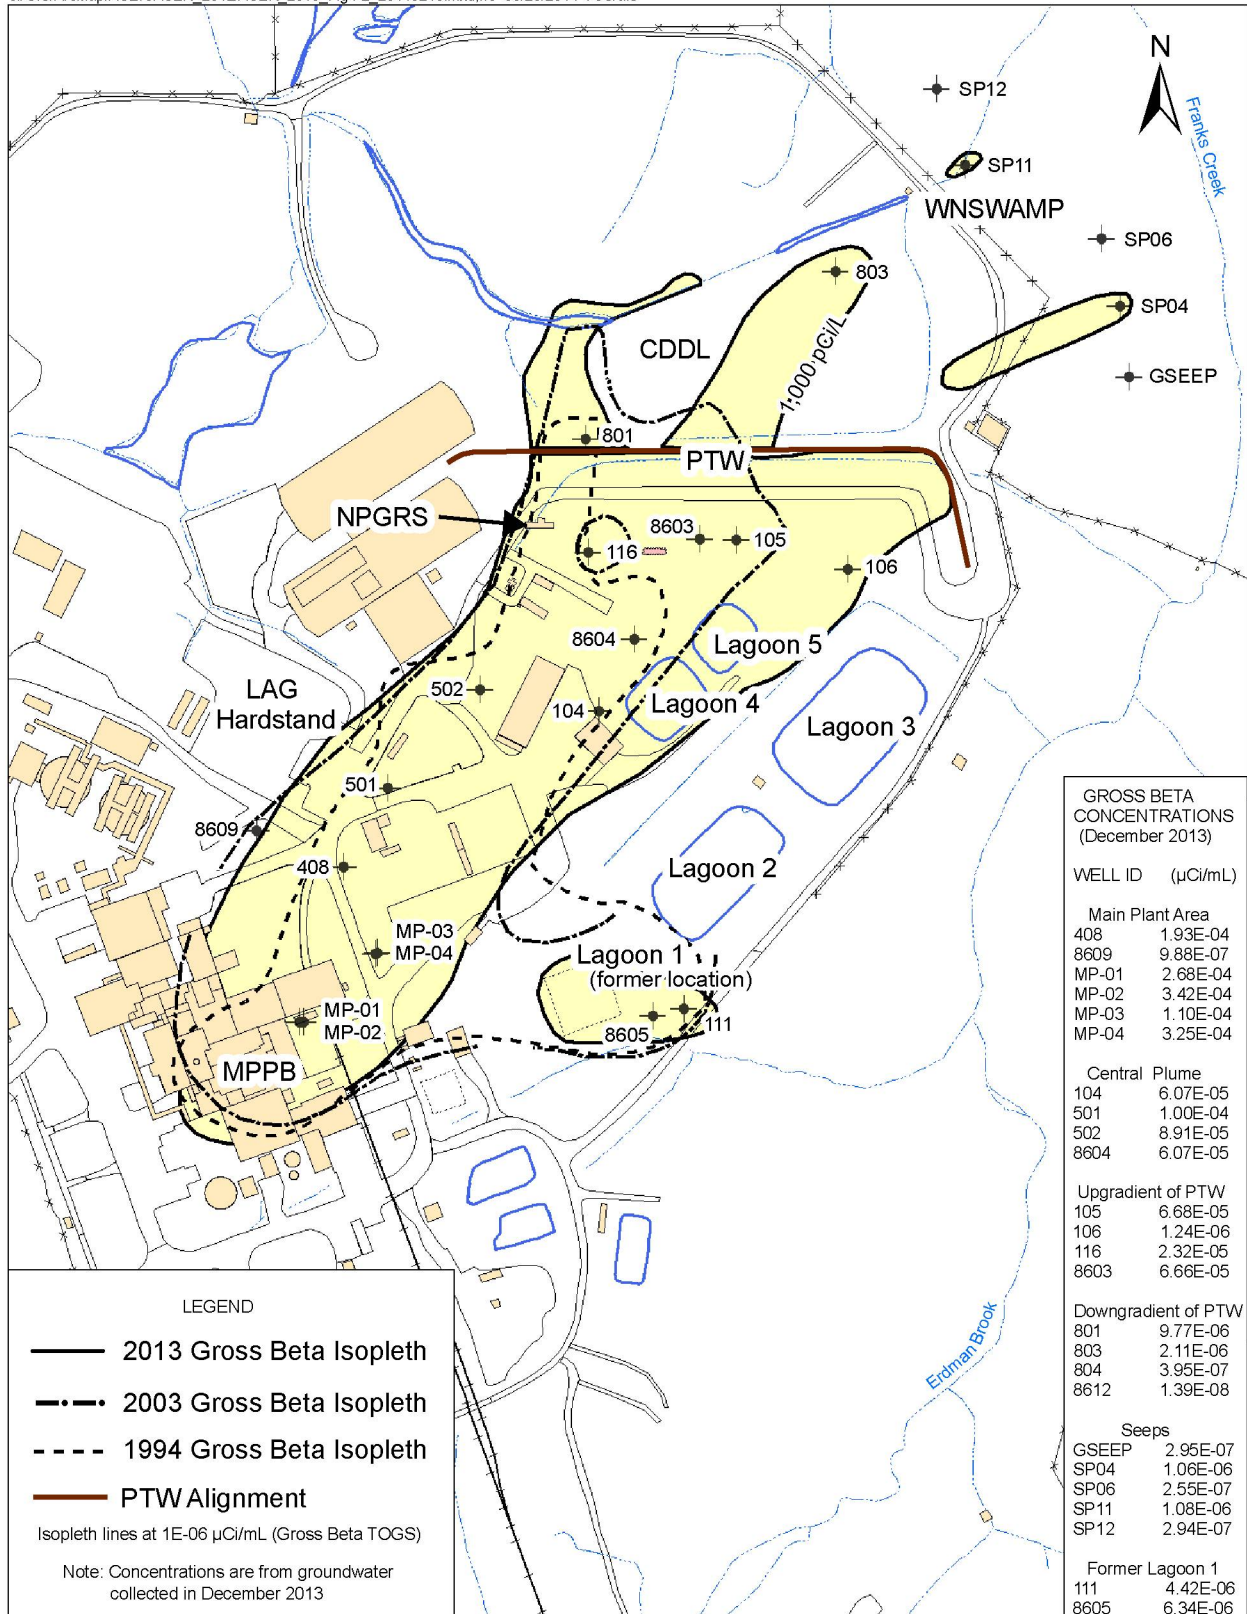 N
SP12
Franks Creek
SP11
WNSWAMP
SP06
803
SP04
CDDL
1,000 pCi/L
GSEEP
801
PTW
NPGRS
8603
105
116
106
8604
Lagoon 5
LAG
Hardstand
502
Lagoon 4
104
Lagoon 3
501
8609
408
Lagoon 2
MP-03
MP-04
Lagoon 1
(former location)
MP-01
MP-02
8605
111
MPPB
Erdman Brook
LEGEND
2013 Gross Beta Isopleth
2003 Gross Beta Isopleth
1994 Gross Beta Isopleth
PTW Alignment
Isopleth lines at 1E-06 µCi/mL (Gross Beta TOGS)
Note: Concentrations are from groundwater
collected in December 2013
GROSS BETA
CONCENTRATIONS
(December 2013)
WELL ID (µCi/mL)
Main Plant Area
408 1.93E-04
8609 9.88E-07
MP-01 2.68E-04
MP-02 3.42E-04
MP-03 1.10E-04
MP-04 3.25E-04
Central Plume
104 6.07E-05
501 1.00E-04
502 8.91E-05
8604 6.07E-05
Upgradient of PTW
105 6.68E-05
106 1.24E-06
116 2.32E-05
8603 6.66E-05
Downgradient of PTW
801 9.77E-06
803 2.11E-06
804 3.95E-07
8612 1.39E-08
Seeps
GSEEP 2.95E-07
SP04 1.06E-06
SP06 2.55E-07
SP11 1.08E-06
SP12 2.94E-07
Former Lagoon 1
111 4.42E-06
8605 6.34E-06